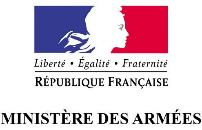 Liberté • Égalité • Fraternité
RÉPUBLIQUE FRANÇAISE
MINISTÈRE DES ARMÉES